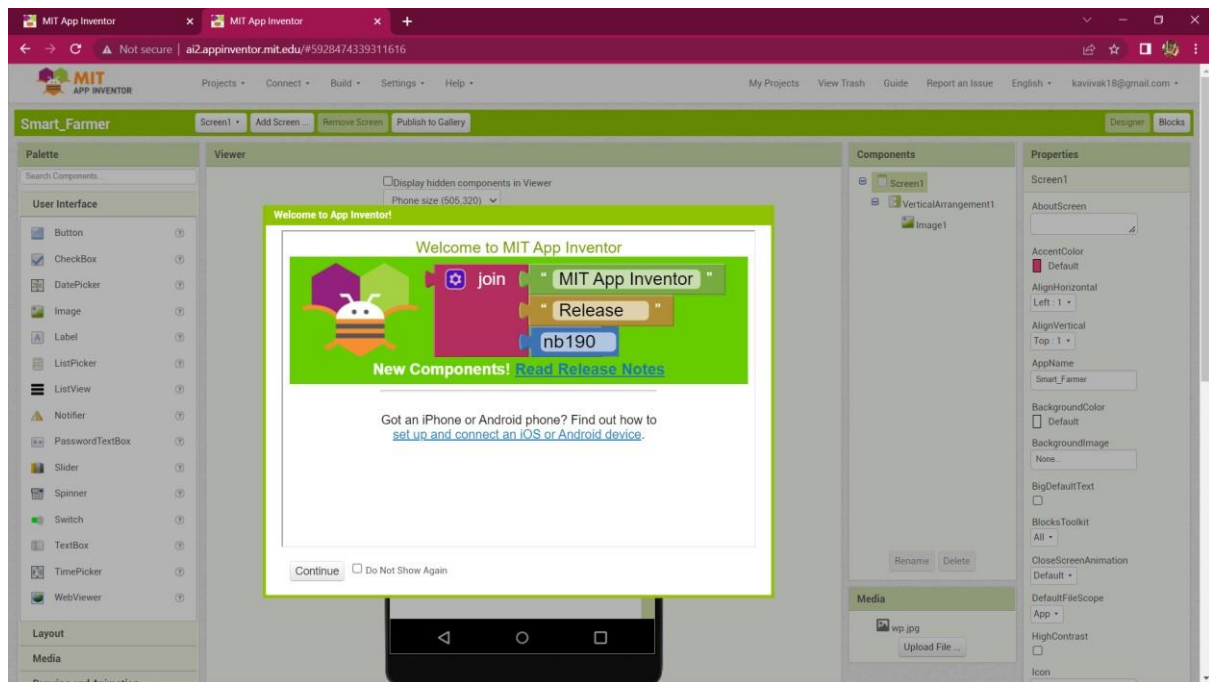 MIT App Inventor
MIT App Inventor
Not secure | ai2.appinventor.mit.edu/#5928474339311616
MIT
APP INVENTOR
Projects Connect Build Settings Help
My Projects View Trash Guide Report an Issue English kaviivak18@gmail.com
Smart_Farmer
Screen1 Add Screen ... Remove Screen Publish to Gallery
Designer Blocks
Palette
Search Components...
User Interface
Button
CheckBox
DatePicker
Image
Label
ListPicker
ListView
Notifier
PasswordTextBox
Slider
Spinner
Switch
TextBox
TimePicker
WebViewer
Layout
Media
Drawing and Animation
Viewer
Display hidden components in Viewer
Phone size (505,320)
Welcome to App Inventor!
Welcome to MIT App Inventor
join " MIT App Inventor "
" Release "
nb190
New Components! Read Release Notes
Got an iPhone or Android phone? Find out how to
set up and connect an iOS or Android device.
Continue Do Not Show Again
Components
Screen1
VerticalArrangement1
Image1
Rename Delete
Media
wp.jpg
Upload File ...
Properties
Screen1
AboutScreen
AccentColor
Default
AlignHorizontal
Left : 1
AlignVertical
Top : 1
AppName
Smart_Farmer
BackgroundColor
Default
BackgroundImage
None...
BigDefaultText
BlocksToolkit
All
CloseScreenAnimation
Default
DefaultFileScope
App
HighContrast
Icon